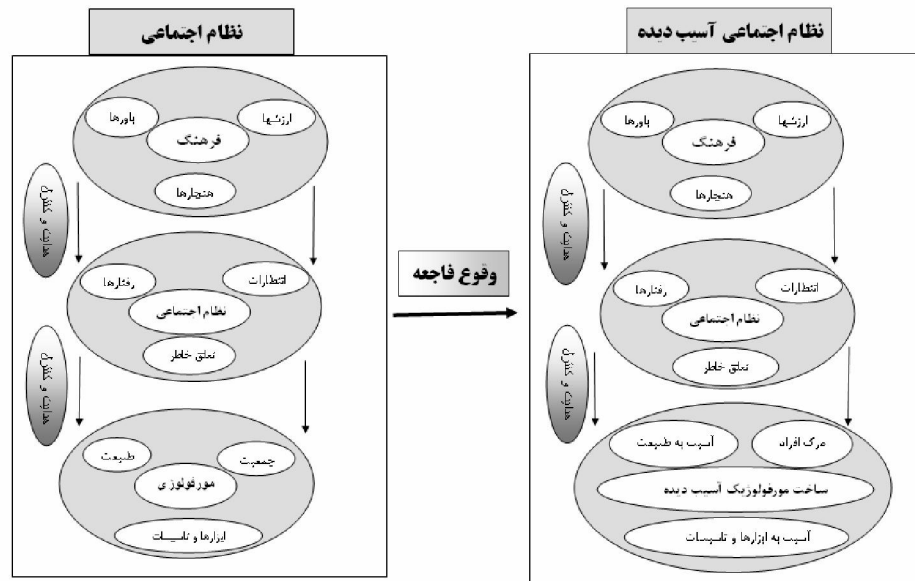 نظام اجتماعی آسیب دیده
نظام اجتماعی
ارزشها
باورها
فرهنگ
هنجارها
هدایت و کنترل
انتظارات
رفتارها
نظام اجتماعی
تعلق خاطر
هدایت و کنترل
مرگ افراد
آسیب به طبیعت
ساخت مورفولوژیک آسیب دیده
آسیب به ابزارها و تاسیسات
وقوع فاجعه
ارزشها
باورها
فرهنگ
هنجارها
هدایت و کنترل
انتظارات
رفتارها
نظام اجتماعی
تعلق خاطر
هدایت و کنترل
جمعیت
طبیعت
مورفولوژی
ابزارها و تاسیسات